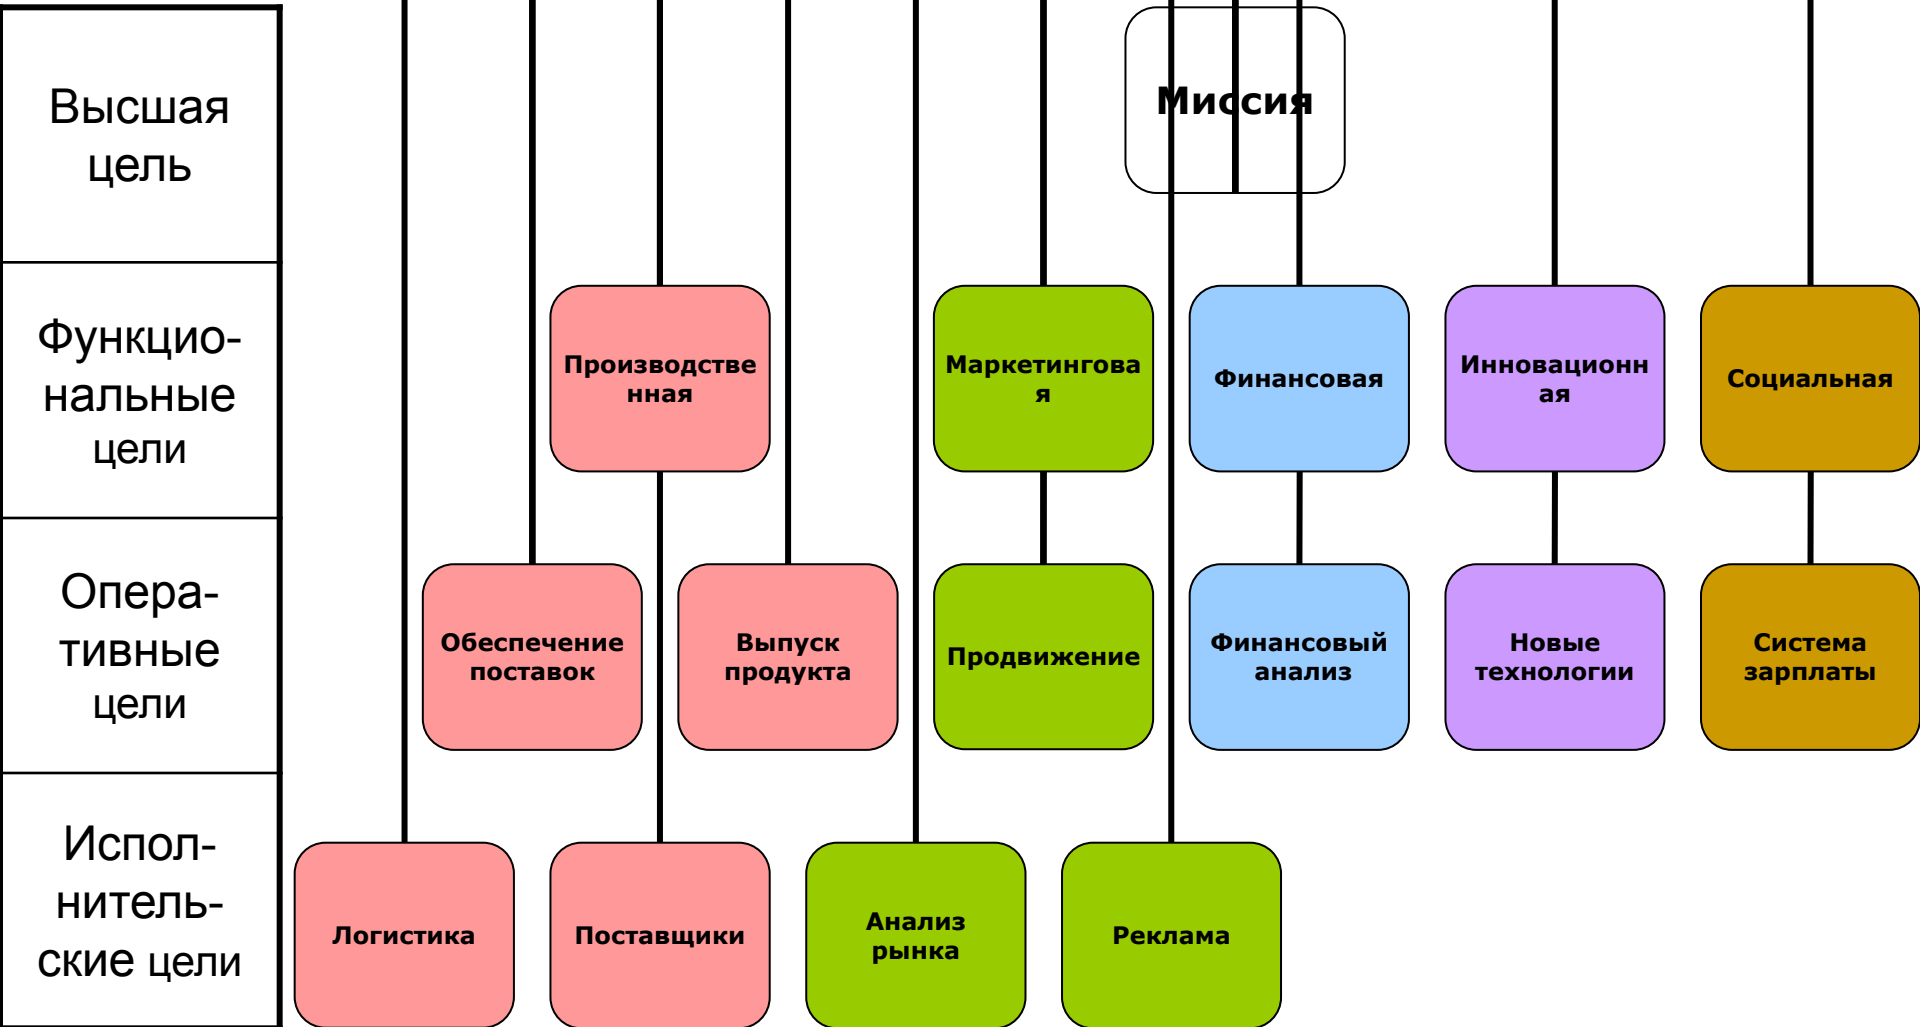 Высшая
цель
Миссия
Функцио-
нальные
цели
Производстве
нная
Маркетингова
я
Финансовая
Инновационн
ая
Социальная
Опера-
тивные
цели
Обеспечение
поставок
Выпуск
продукта
Продвижение
Финансовый
анализ
Новые
технологии
Система
зарплаты
Испол-
нитель-
ские цели
Логистика
Поставщики
Анализ
рынка
Реклама